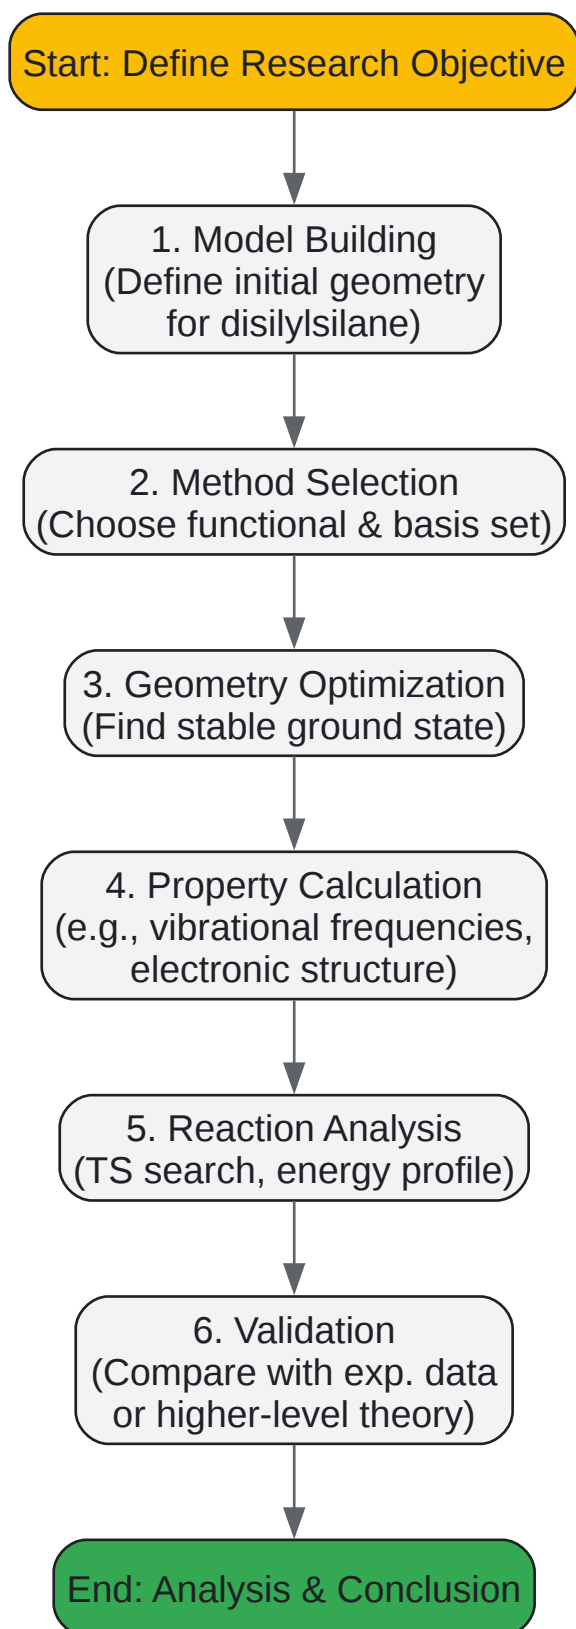 Start: Define Research Objective
1. Model Building
(Define initial geometry
for disilylsilane)
2. Method Selection
(Choose functional & basis set)
3. Geometry Optimization
(Find stable ground state)
4. Property Calculation
(e.g., vibrational frequencies,
electronic structure)
5. Reaction Analysis
(TS search, energy profile)
6. Validation
(Compare with exp. data
or higher-level theory)
End: Analysis & Conclusion